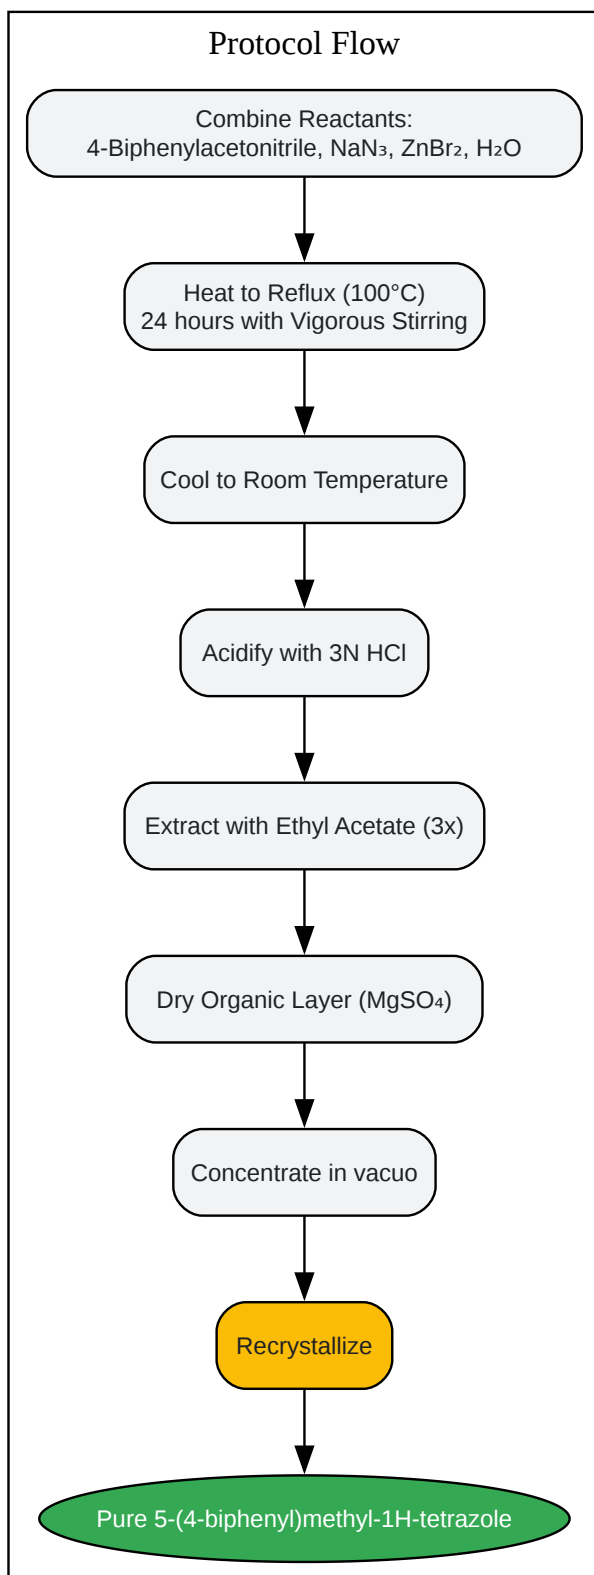 Protocol Flow
Combine Reactants:
4-Biphenylacetonitrile, NaN₃, ZnBr₂, H₂O
Heat to Reflux (100°C)
24 hours with Vigorous Stirring
Cool to Room Temperature
Acidify with 3N HCl
Extract with Ethyl Acetate (3x)
Dry Organic Layer (MgSO₄)
Concentrate in vacuo
Recrystallize
Pure 5-(4-biphenyl)methyl-1H-tetrazole